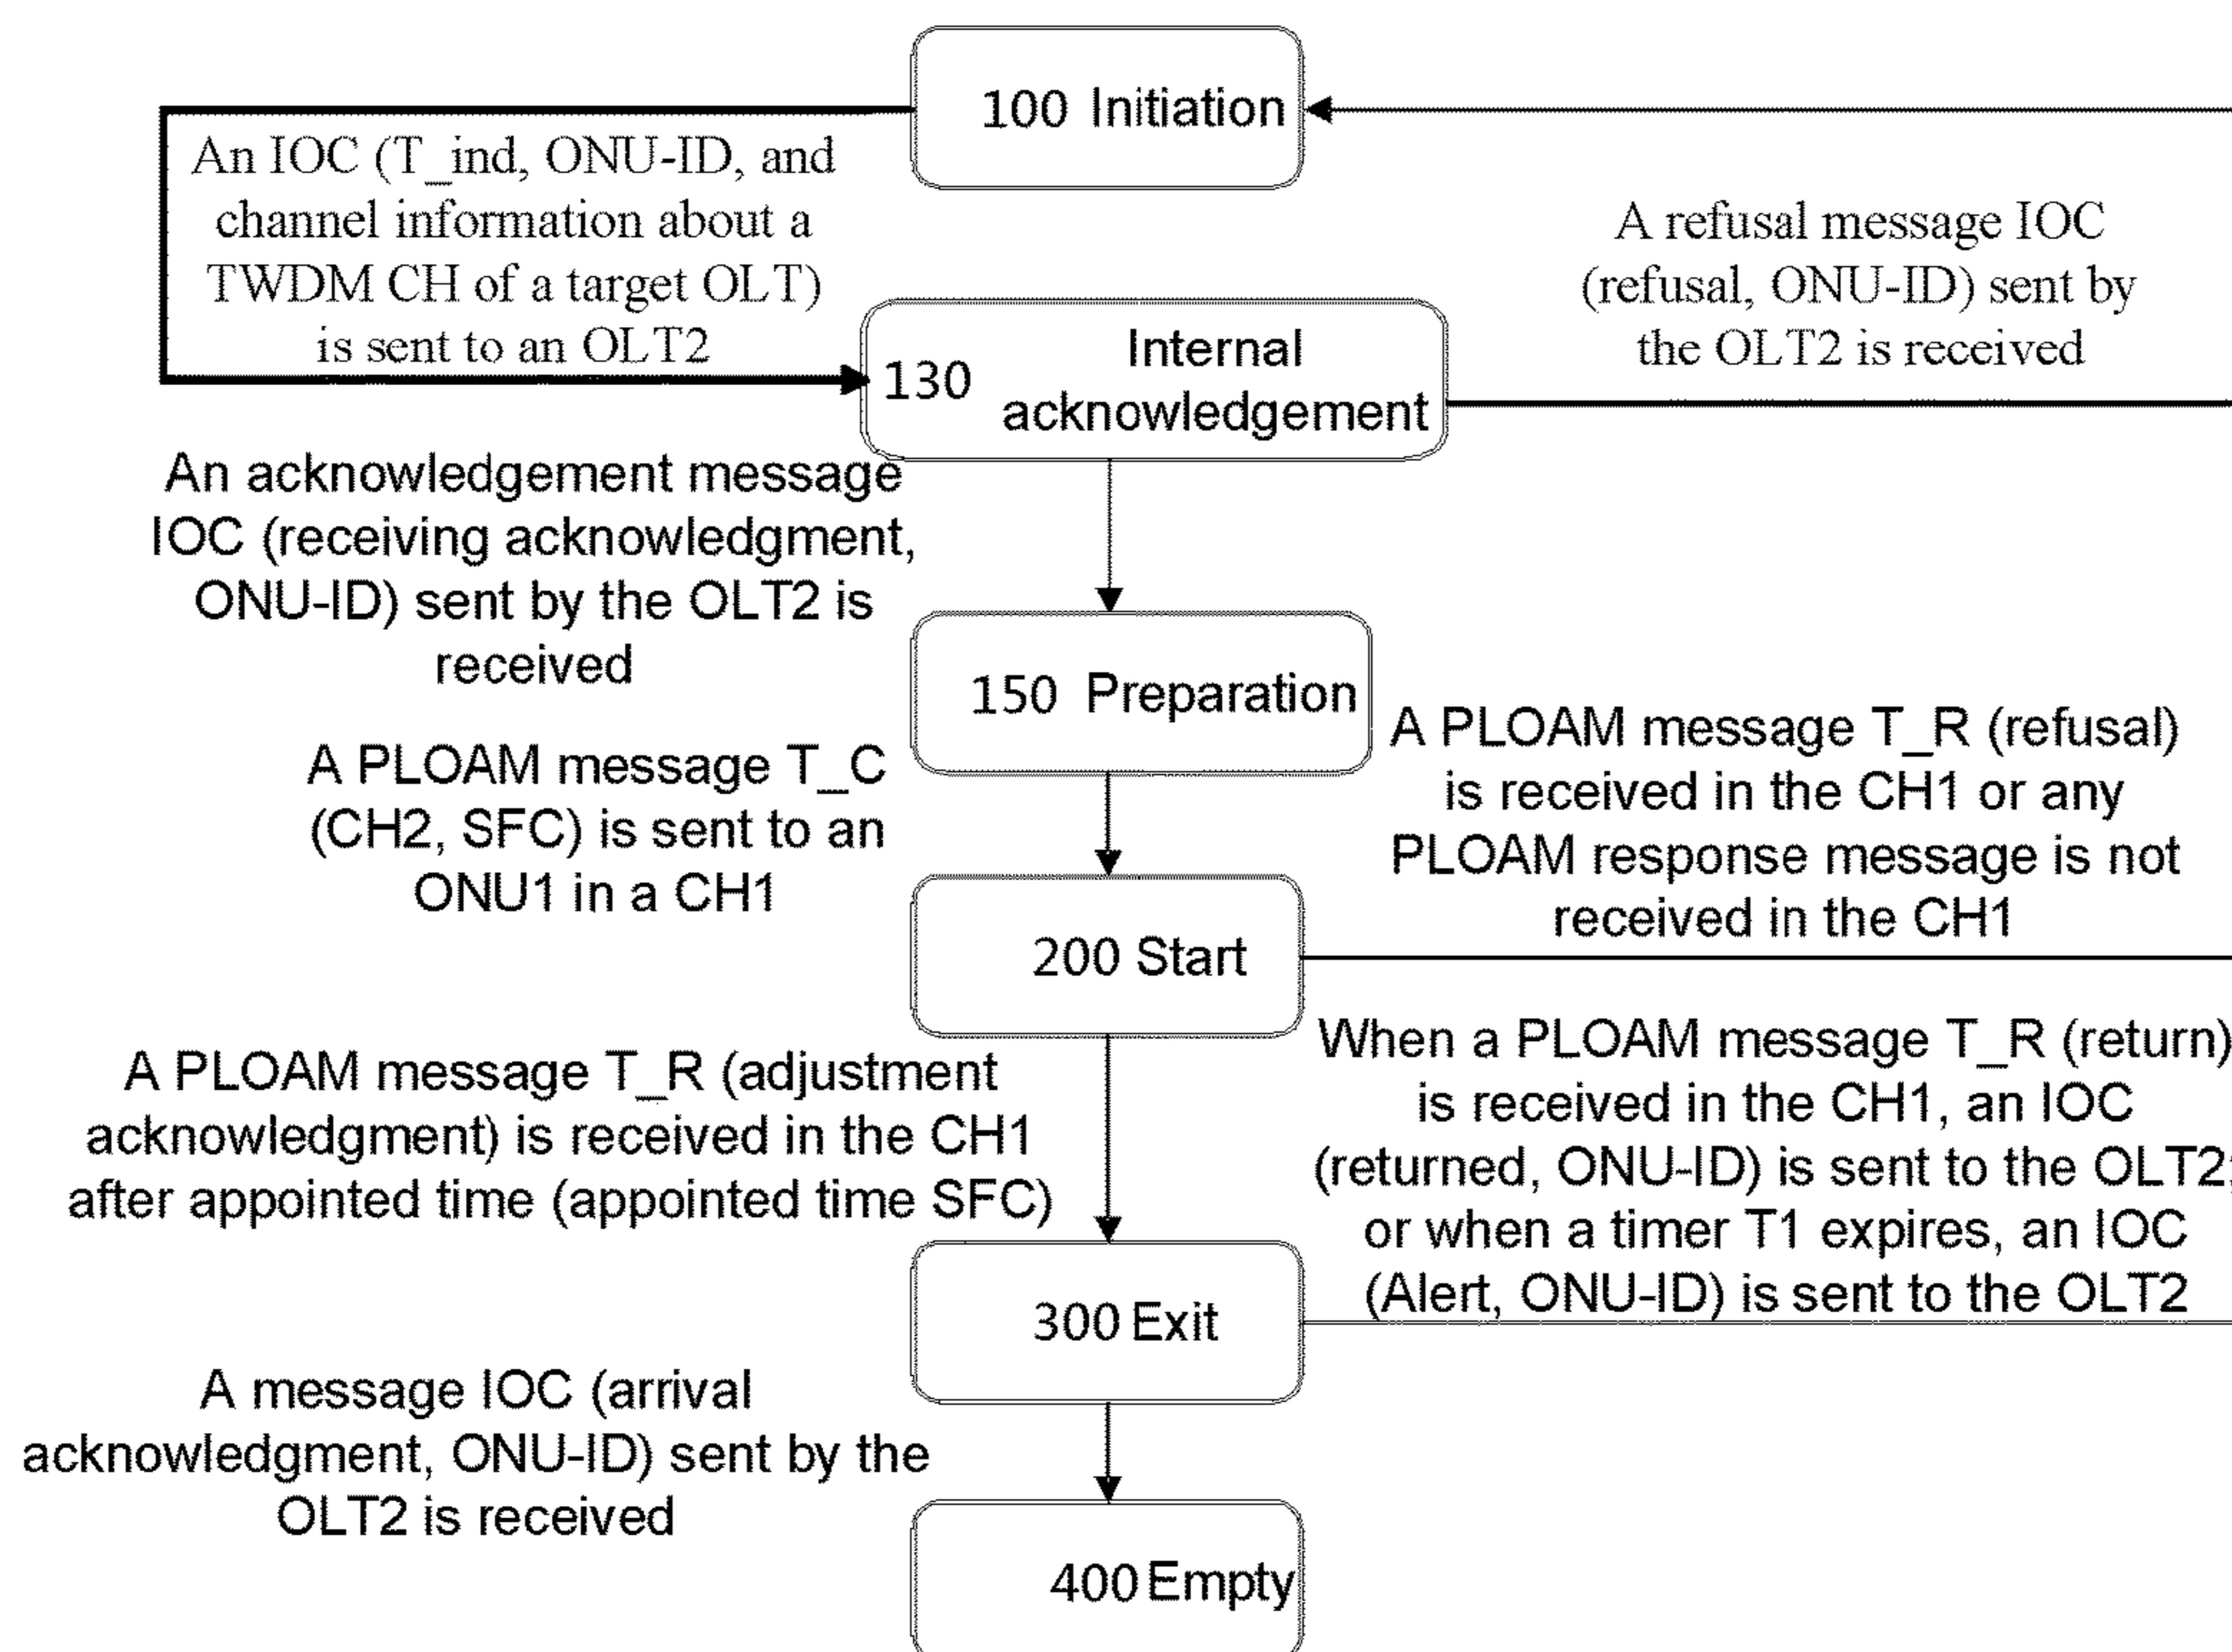 100 Initiation
An IOC (T_ind, ONU-ID, and
channel information about a
TWDM CH of a target OLT)
is sent to an OLT2
A refusal message IOC
(refusal, ONU-ID) sent by
the OLT2 is received
130 Internal
acknowledgement
An acknowledgement message
IOC (receiving acknowledgment,
ONU-ID) sent by the OLT2 is
received
150 Preparation
A PLOAM message T_C
(CH2, SFC) is sent to an
ONU1 in a CH1
A PLOAM message T_R (refusal)
is received in the CH1 or any
PLOAM response message is not
received in the CH1
200 Start
A PLOAM message T_R (adjustment
acknowledgment) is received in the CH1
after appointed time (appointed time SFC)
When a PLOAM message T_R (return)
is received in the CH1, an IOC
(returned, ONU-ID) is sent to the OLT2;
or when a timer T1 expires, an IOC
(Alert, ONU-ID) is sent to the OLT2
300 Exit
A message IOC (arrival
acknowledgment, ONU-ID) sent by the
OLT2 is received
400 Empty